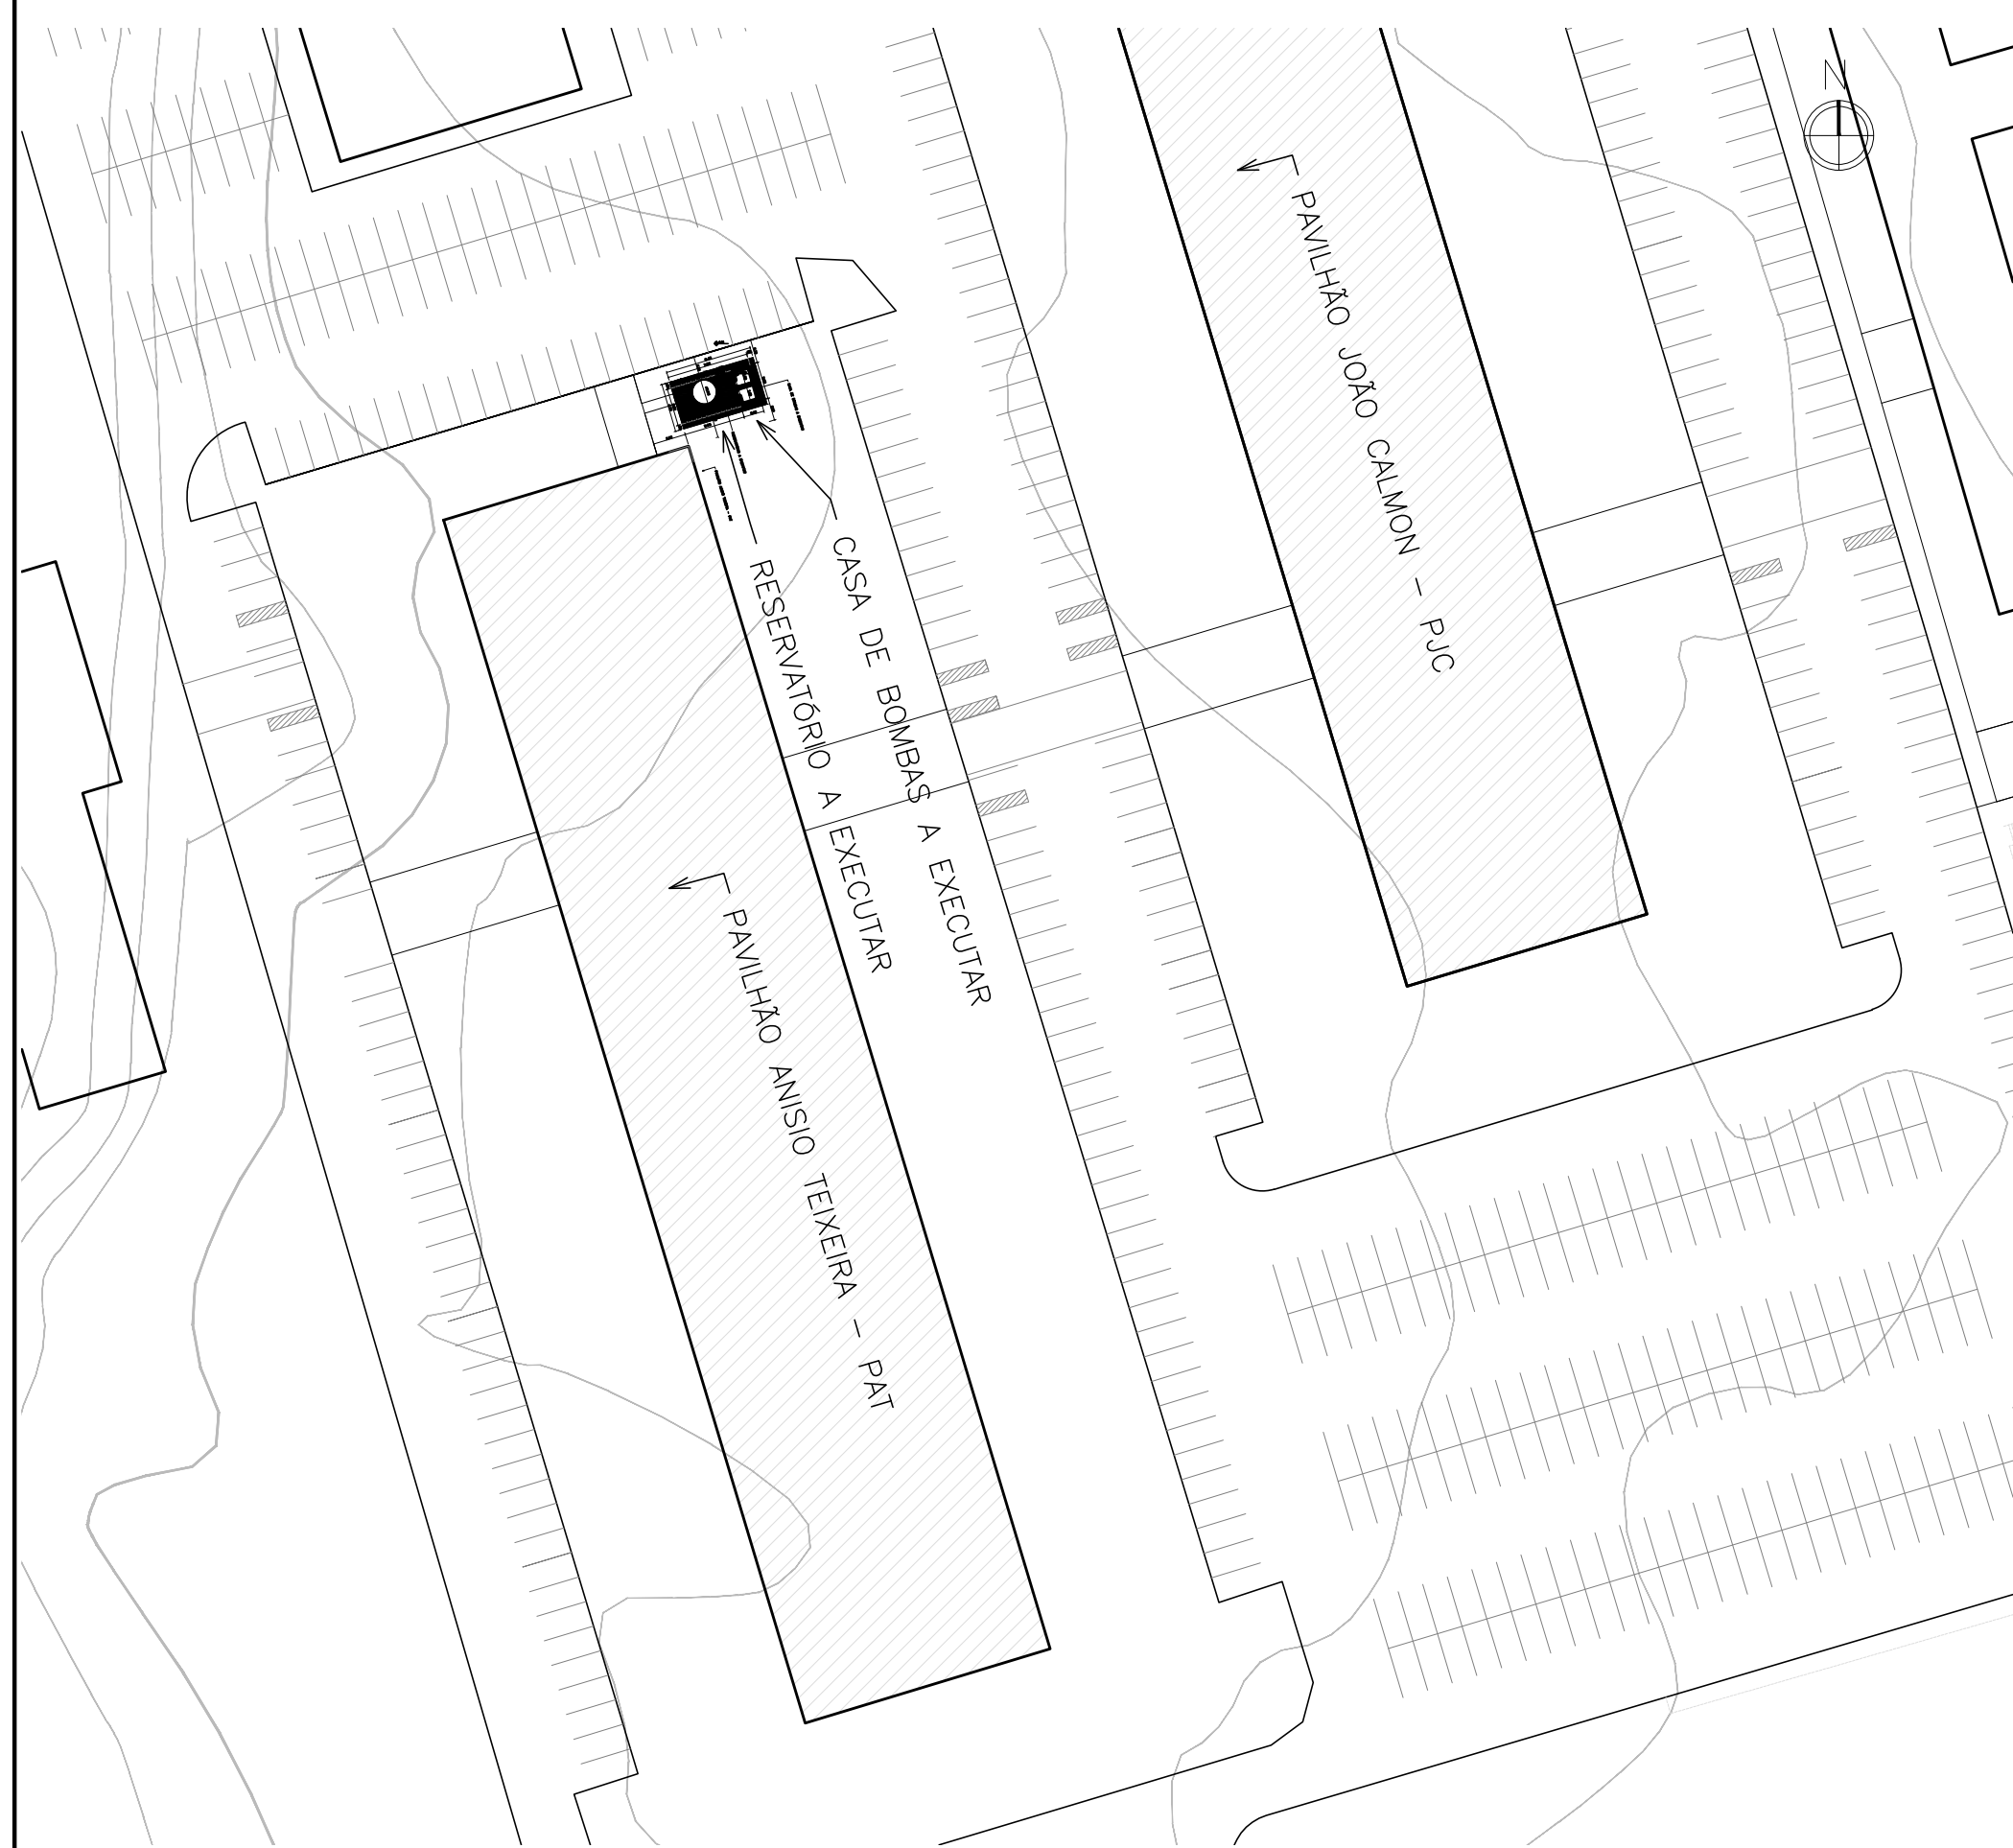 N
PAVILHÃO JOÃO CALMON – PJC
CASA DE BOMBAS A EXECUTAR
RESERVATÓRIO A EXECUTAR
PAVILHÃO ANISIO TEIXEIRA – PAT